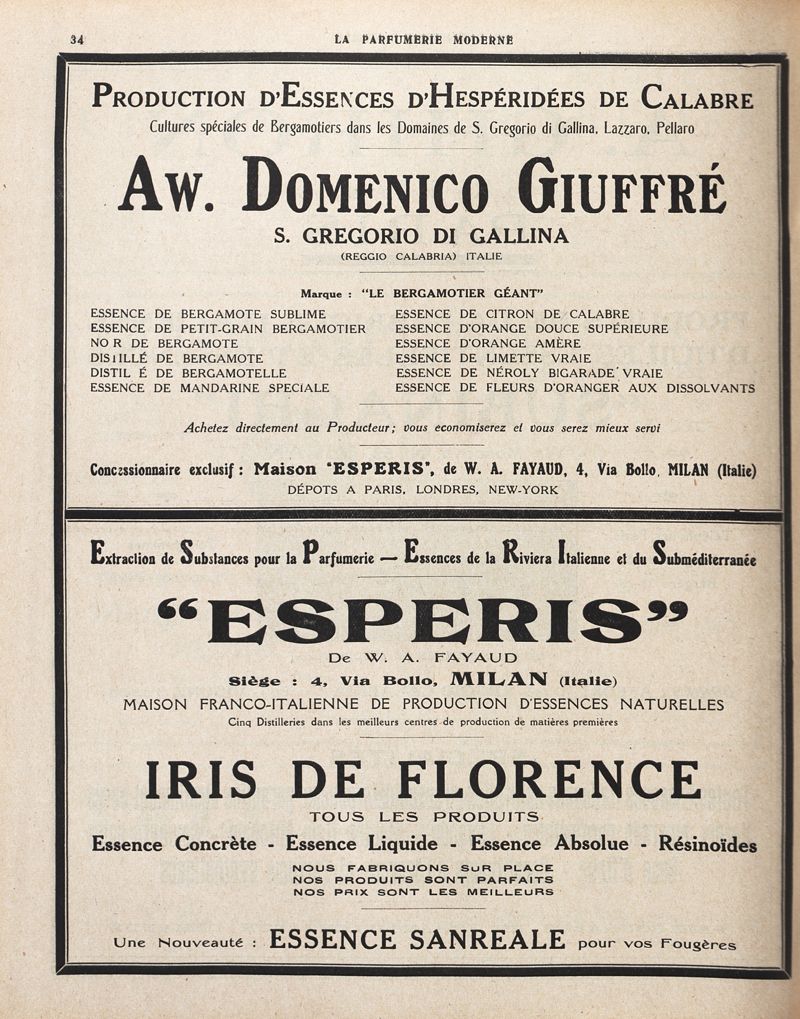 34
LA PARFUMERIE MODERNE
PRODUCTION D'ESSENCES D'HESPÉRIDÉES DE CALABRE
Cultures spéciales de Bergamotiers dans les Domaines de S. Gregorio di Gallina, Lazzaro, Pellaro
AW. DOMENICO GIUFFRÉ
S. GREGORIO DI GALLINA
(REGGIO CALABRIA) ITALIE
Marque : "LE BERGAMOTIER GÉANT"
ESSENCE DE BERGAMOTE SUBLIME
ESSENCE DE PETIT-GRAIN BERGAMOTIER
NO R DE BERGAMOTE
DISTILLÉ DE BERGAMOTE
DISTIL É DE BERGAMOTELLE
ESSENCE DE MANDARINE SPECIALE
ESSENCE DE CITRON DE CALABRE
ESSENCE D'ORANGE DOUCE SUPÉRIEURE
ESSENCE D'ORANGE AMÈRE
ESSENCE DE LIMETTE VRAIE
ESSENCE DE NÉROLY BIGARADE VRAIE
ESSENCE DE FLEURS D'ORANGER AUX DISSOLVANTS
Achetez directement au Producteur ; vous economiserez et vous serez mieux servi
Concessionnaire exclusif : Maison "ESPERIS", de W. A. FAYAUD, 4, Via Bollo, MILAN (Italie)
DÉPOTS A PARIS, LONDRES, NEW-YORK
Extraction de Substances pour la Parfumerie — Essences de la Riviera Italienne et du Subméditerranée
"ESPERIS"
De W. A. FAYAUD
Siège : 4, Via Bollo, MILAN (Italie)
MAISON FRANCO-ITALIENNE DE PRODUCTION D'ESSENCES NATURELLES
Cinq Distilleries dans les meilleurs centres de production de matières premières
IRIS DE FLORENCE
TOUS LES PRODUITS
Essence Concrète - Essence Liquide - Essence Absolue - Résinoïdes
NOUS FABRIQUONS SUR PLACE
NOS PRODUITS SONT PARFAITS
NOS PRIX SONT LES MEILLEURS
Une Nouveauté : ESSENCE SANREALE pour vos Fougères